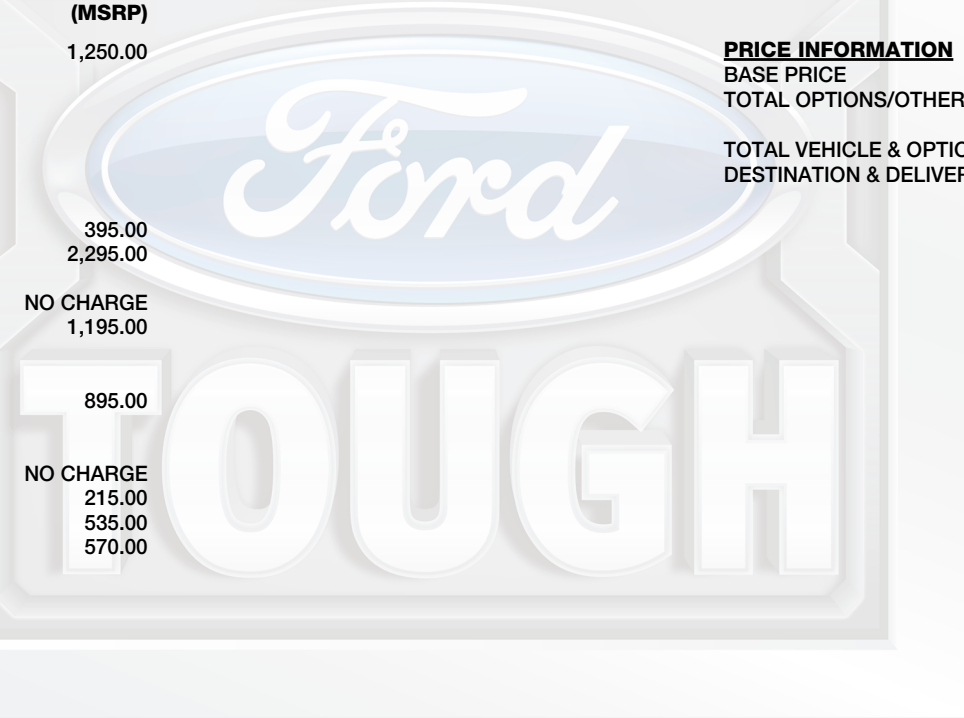 (MSRP)
1,250.00
395.00
2,295.00
NO CHARGE
1,195.00
895.00
NO CHARGE
215.00
535.00
570.00
PRICE INFORMATION
BASE PRICE
TOTAL OPTIONS/OTHER
TOTAL VEHICLE & OPTIO
DESTINATION & DELIVER
Ford
TOUGH